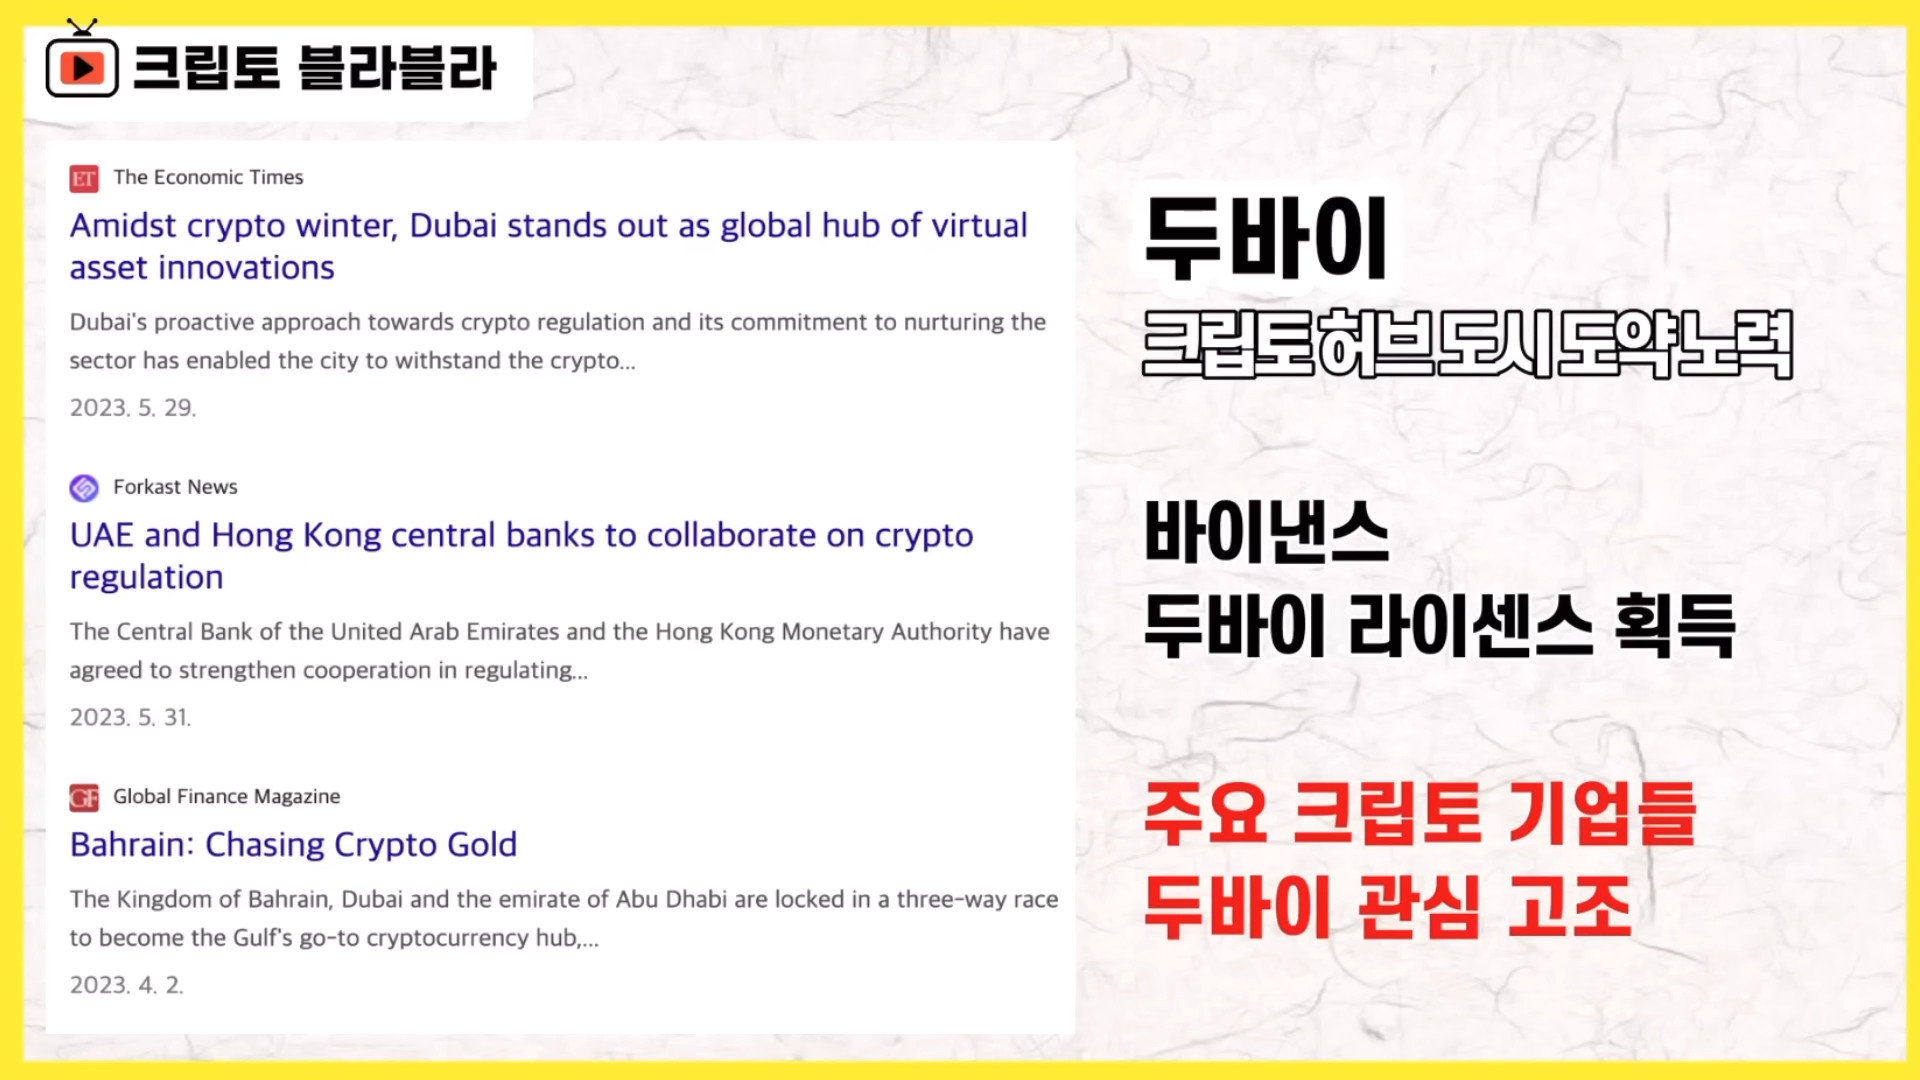 크립토 블라블라
The Economic Times
Amidst crypto winter, Dubai stands out as global hub of virtual
asset innovations
Dubai's proactive approach towards crypto regulation and its commitment to nurturing the
sector has enabled the city to withstand the crypto...
2023. 5. 29.
Forkast News
UAE and Hong Kong central banks to collaborate on crypto
regulation
The Central Bank of the United Arab Emirates and the Hong Kong Monetary Authority have
agreed to strengthen cooperation in regulating...
2023. 5. 31.
Global Finance Magazine
Bahrain: Chasing Crypto Gold
The Kingdom of Bahrain, Dubai and the emirate of Abu Dhabi are locked in a three-way race
to become the Gulf's go-to cryptocurrency hub,...
2023. 4. 2.
두바이
크립토 허브 도시 도약 노력
바이낸스
두바이 라이센스 획득
주요 크립토 기업들
두바이 관심 고조
ET
GF